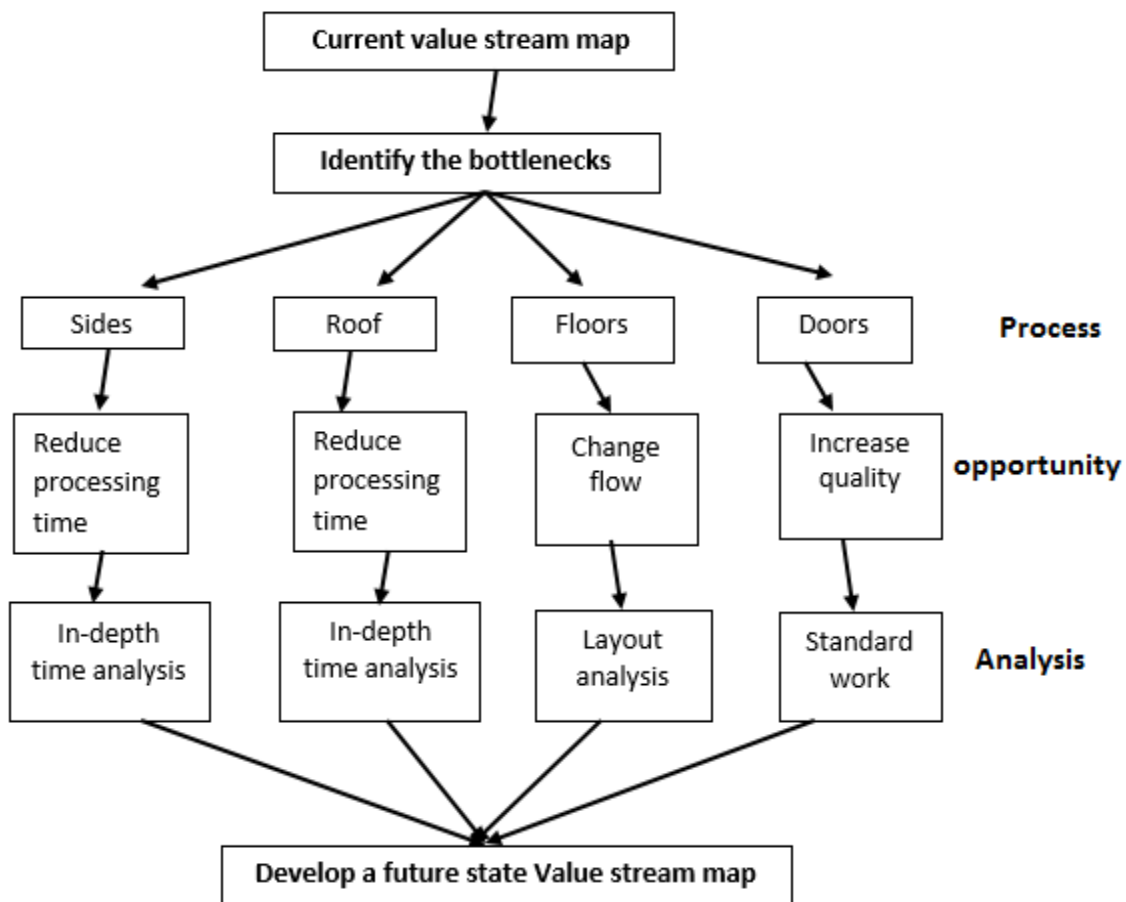 Current value stream map
Identify the bottlenecks
Sides
Roof
Floors
Doors
Process
Reduce
processing
time
Reduce
processing
time
Change
flow
Increase
quality
opportunity
In-depth
time analysis
In-depth
time analysis
Layout
analysis
Standard
work
Analysis
Develop a future state Value stream map